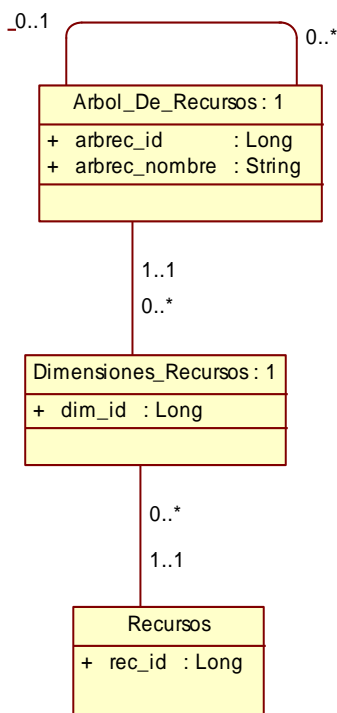 _0..1
0..*
Arbol_De_Recursos : 1
+ arbrec_id : Long
+ arbrec_nombre : String
1..1
0..*
Dimensiones_Recursos : 1
+ dim_id : Long
0..*
1..1
Recursos
+ rec_id : Long